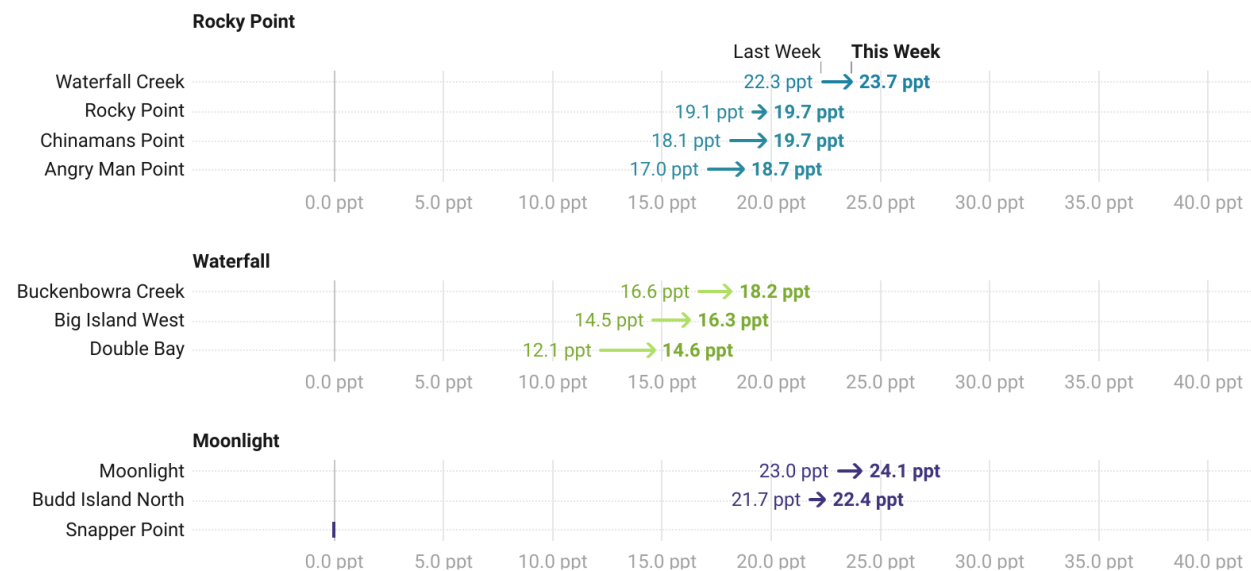 Rocky Point
Last Week This Week
Waterfall Creek 22.3 ppt 23.7 ppt
Rocky Point 19.1 ppt 19.7 ppt
Chinamans Point 18.1 ppt 19.7 ppt
Angry Man Point 17.0 ppt 18.7 ppt
0.0 ppt 5.0 ppt 10.0 ppt 15.0 ppt 20.0 ppt 25.0 ppt 30.0 ppt 35.0 ppt 40.0 ppt
Waterfall
Buckenbowra Creek 16.6 ppt 18.2 ppt
Big Island West 14.5 ppt 16.3 ppt
Double Bay 12.1 ppt 14.6 ppt
0.0 ppt 5.0 ppt 10.0 ppt 15.0 ppt 20.0 ppt 25.0 ppt 30.0 ppt 35.0 ppt 40.0 ppt
Moonlight
Moonlight 23.0 ppt 24.1 ppt
Budd Island North 21.7 ppt 22.4 ppt
Snapper Point
0.0 ppt 5.0 ppt 10.0 ppt 15.0 ppt 20.0 ppt 25.0 ppt 30.0 ppt 35.0 ppt 40.0 ppt